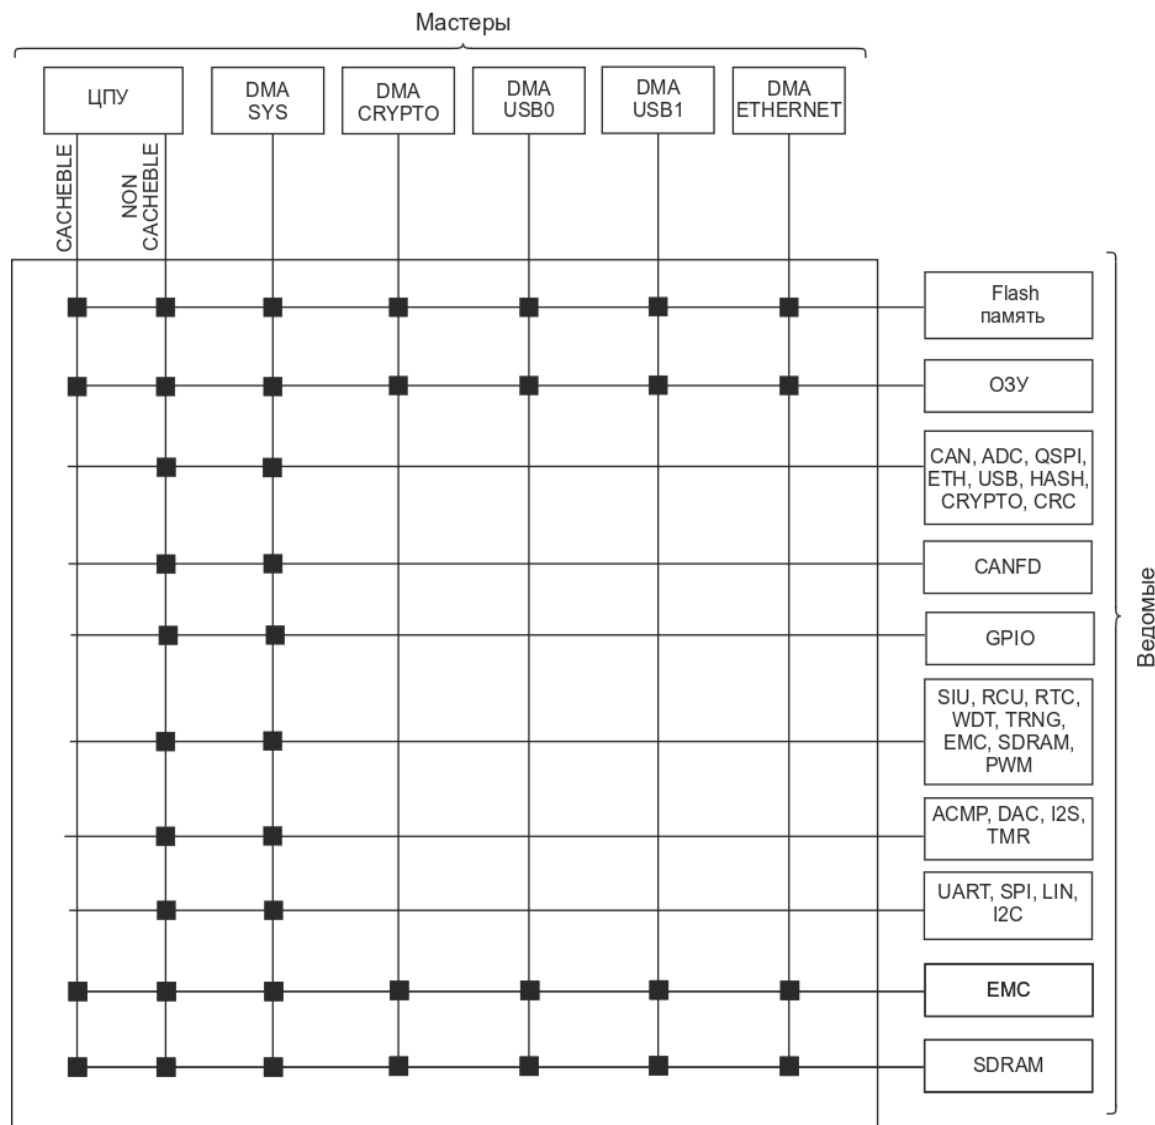 Мастеры
ЦПУ
DMA
SYS
DMA
CRYPTO
DMA
USB0
DMA
USB1
DMA
ETHERNET
CACHEBLE
NON
CACHEBLE
Flash
память
ОЗУ
CAN, ADC, QSPI,
ETH, USB, HASH,
CRYPTO, CRC
CANFD
GPIO
SIU, RCU, RTC,
WDT, TRNG,
EMC, SDRAM,
PWM
ACMP, DAC, I2S,
TMR
UART, SPI, LIN,
I2C
EMC
SDRAM
Ведомые